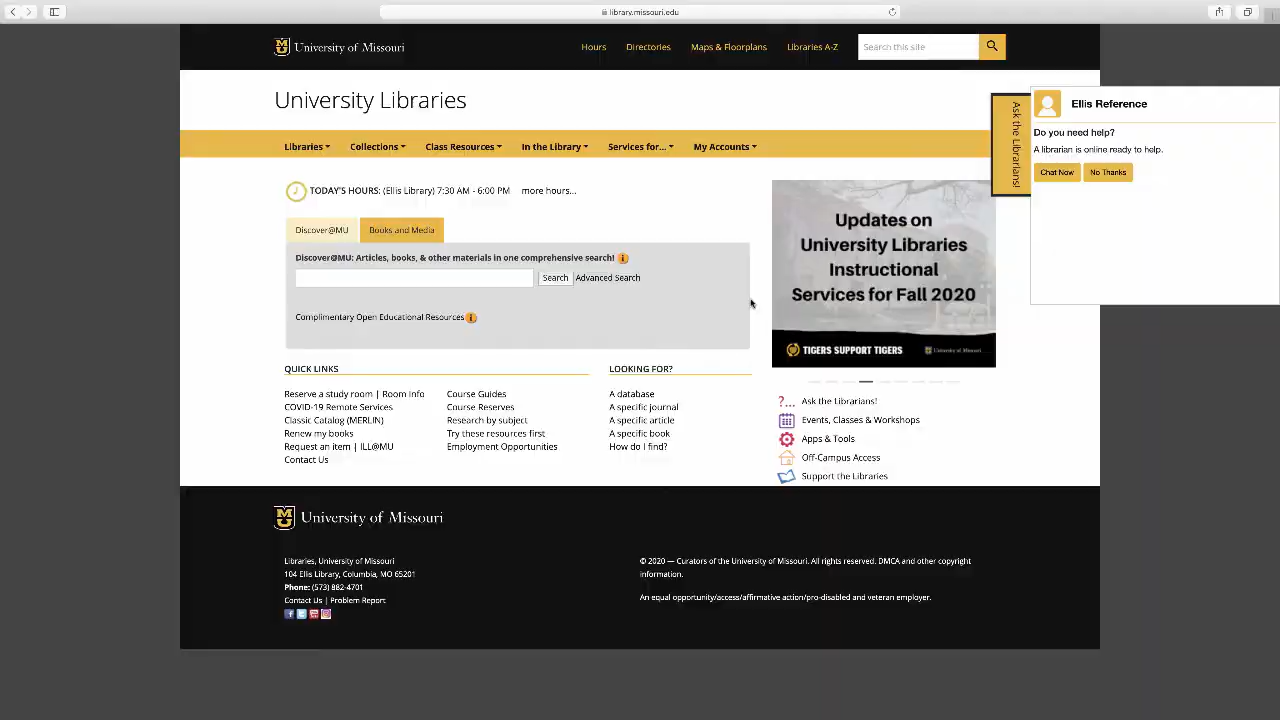 library.missouri.edu
University of Missouri
Hours Directories Maps & Floorplans Libraries A-Z Search this site
University Libraries
Libraries Collections Class Resources In the Library Services for... My Accounts
Ask the Librarians!
Ellis Reference
Do you need help?
A librarian is online ready to help.
Chat Now No Thanks
TODAY'S HOURS: (Ellis Library) 7:30 AM - 6:00 PM more hours...
Discover@MU Books and Media
Discover@MU: Articles, books, & other materials in one comprehensive search!
Search Advanced Search
Complimentary Open Educational Resources
Updates on
University Libraries
Instructional
Services for Fall 2020
TIGERS SUPPORT TIGERS University of Missouri
QUICK LINKS
Reserve a study room | Room Info
COVID-19 Remote Services
Classic Catalog (MERLIN)
Renew my books
Request an item | ILL@MU
Contact Us
Course Guides
Course Reserves
Research by subject
Try these resources first
Employment Opportunities
LOOKING FOR?
A database
A specific journal
A specific article
A specific book
How do I find?
Ask the Librarians!
Events, Classes & Workshops
Apps & Tools
Off-Campus Access
Support the Libraries
University of Missouri
Libraries, University of Missouri
104 Ellis Library, Columbia, MO 65201
Phone: (573) 882-4701
Contact Us | Problem Report
© 2020 — Curators of the University of Missouri. All rights reserved. DMCA and other copyright
information.
An equal opportunity/access/affirmative action/pro-disabled and veteran employer.